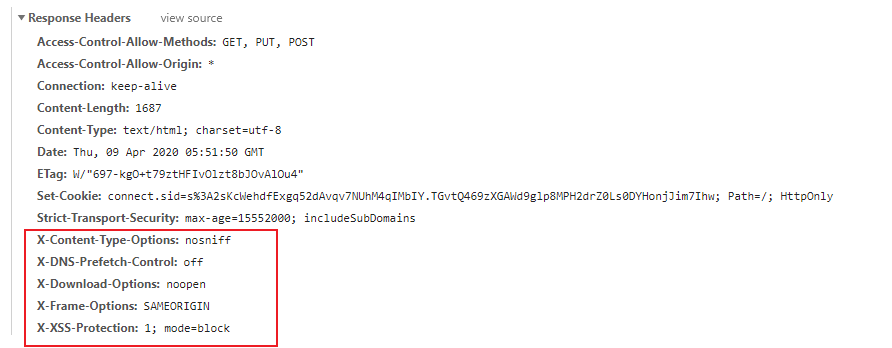 Response Headers view source
Access-Control-Allow-Methods: GET, PUT, POST
Access-Control-Allow-Origin: *
Connection: keep-alive
Content-Length: 1687
Content-Type: text/html; charset=utf-8
Date: Thu, 09 Apr 2020 05:51:50 GMT
ETag: W/"697-kgO+t79ztHFIvOlzt8bJOvAlOu4"
Set-Cookie: connect.sid=s%3A2sKcWehdfExgq52dAvqv7NUhM4qIMbIY.TGvtQ469zXGAWd9glp8MPH2drZ0Ls0DYHonjJim7Ihw; Path=/; HttpOnly
Strict-Transport-Security: max-age=15552000; includeSubDomains
X-Content-Type-Options: nosniff
X-DNS-Prefetch-Control: off
X-Download-Options: noopen
X-Frame-Options: SAMEORIGIN
X-XSS-Protection: 1; mode=block